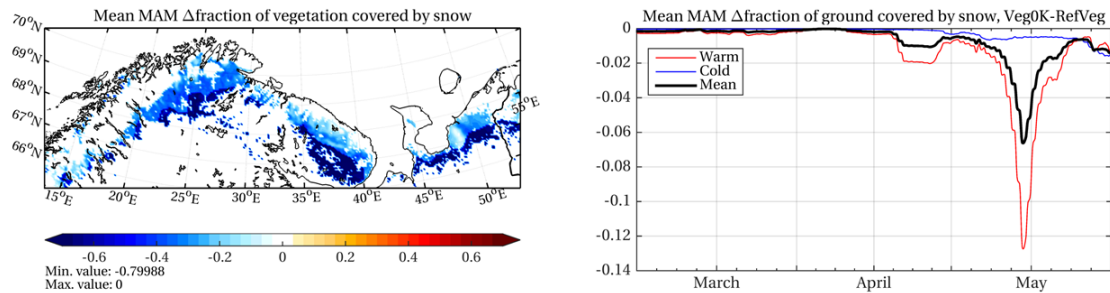 Mean MAM Δfraction of vegetation covered by snow
70°N
69°N
68°N
67°N
66°N
15°E
20°E
25°E
30°E
35°E
40°E
45°E
50°E
55°E
-0.6
-0.4
-0.2
0
0.2
0.4
0.6
Min. value: -0.79988
Max. value: 0
Mean MAM Δfraction of ground covered by snow, Veg0K-RefVeg
0
-0.02
-0.04
-0.06
-0.08
-0.1
-0.12
-0.14
Warm
Cold
Mean
March
April
May